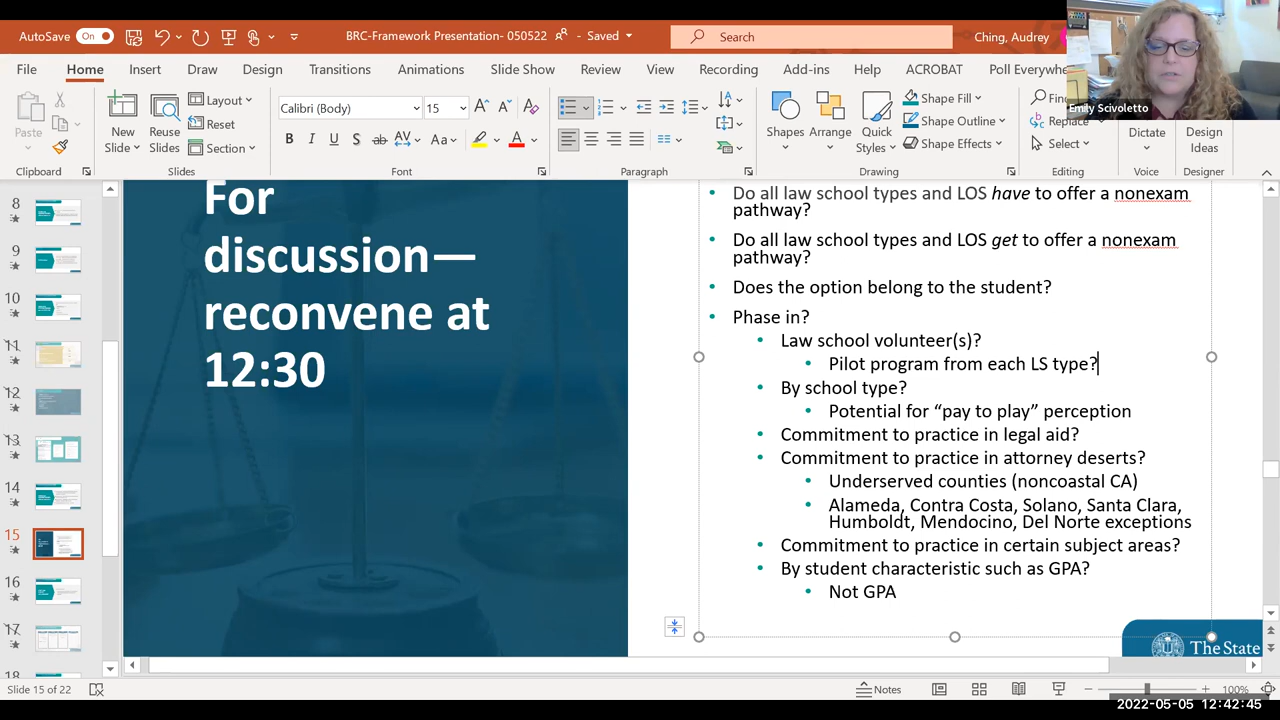 AutoSave On
BRC-Framework Presentation- 050522 - Saved
Search
Ching, Audrey
File Home Insert Draw Design Transitions Animations Slide Show Review View Recording Add-ins Help ACROBAT Poll Everywhere
Emily Scivoletto
New Slide
Reuse Slides
Layout
Reset
Section
Calibri (Body) 15
B I U S ab AV Aa A
Shapes
Arrange
Quick Styles
Shape Fill
Shape Outline
Shape Effects
Replace
Select
Dictate
Design Ideas
Clipboard Slides Font Paragraph Drawing Editing Voice Designer
8
9
10
11
12
13
14
15
16
17
18
For
discussion–
reconvene at
12:30
• Do all law school types and LOS have to offer a nonexam
pathway?
• Do all law school types and LOS get to offer a nonexam
pathway?
• Does the option belong to the student?
• Phase in?
• Law school volunteer(s)?
• Pilot program from each LS type?
• By school type?
• Potential for “pay to play” perception
• Commitment to practice in legal aid?
• Commitment to practice in attorney deserts?
• Underserved counties (noncoastal CA)
• Alameda, Contra Costa, Solano, Santa Clara,
Humboldt, Mendocino, Del Norte exceptions
• Commitment to practice in certain subject areas?
• By student characteristic such as GPA?
• Not GPA
The State
Slide 15 of 22
Notes
100%
2022-05-05 12:42:45